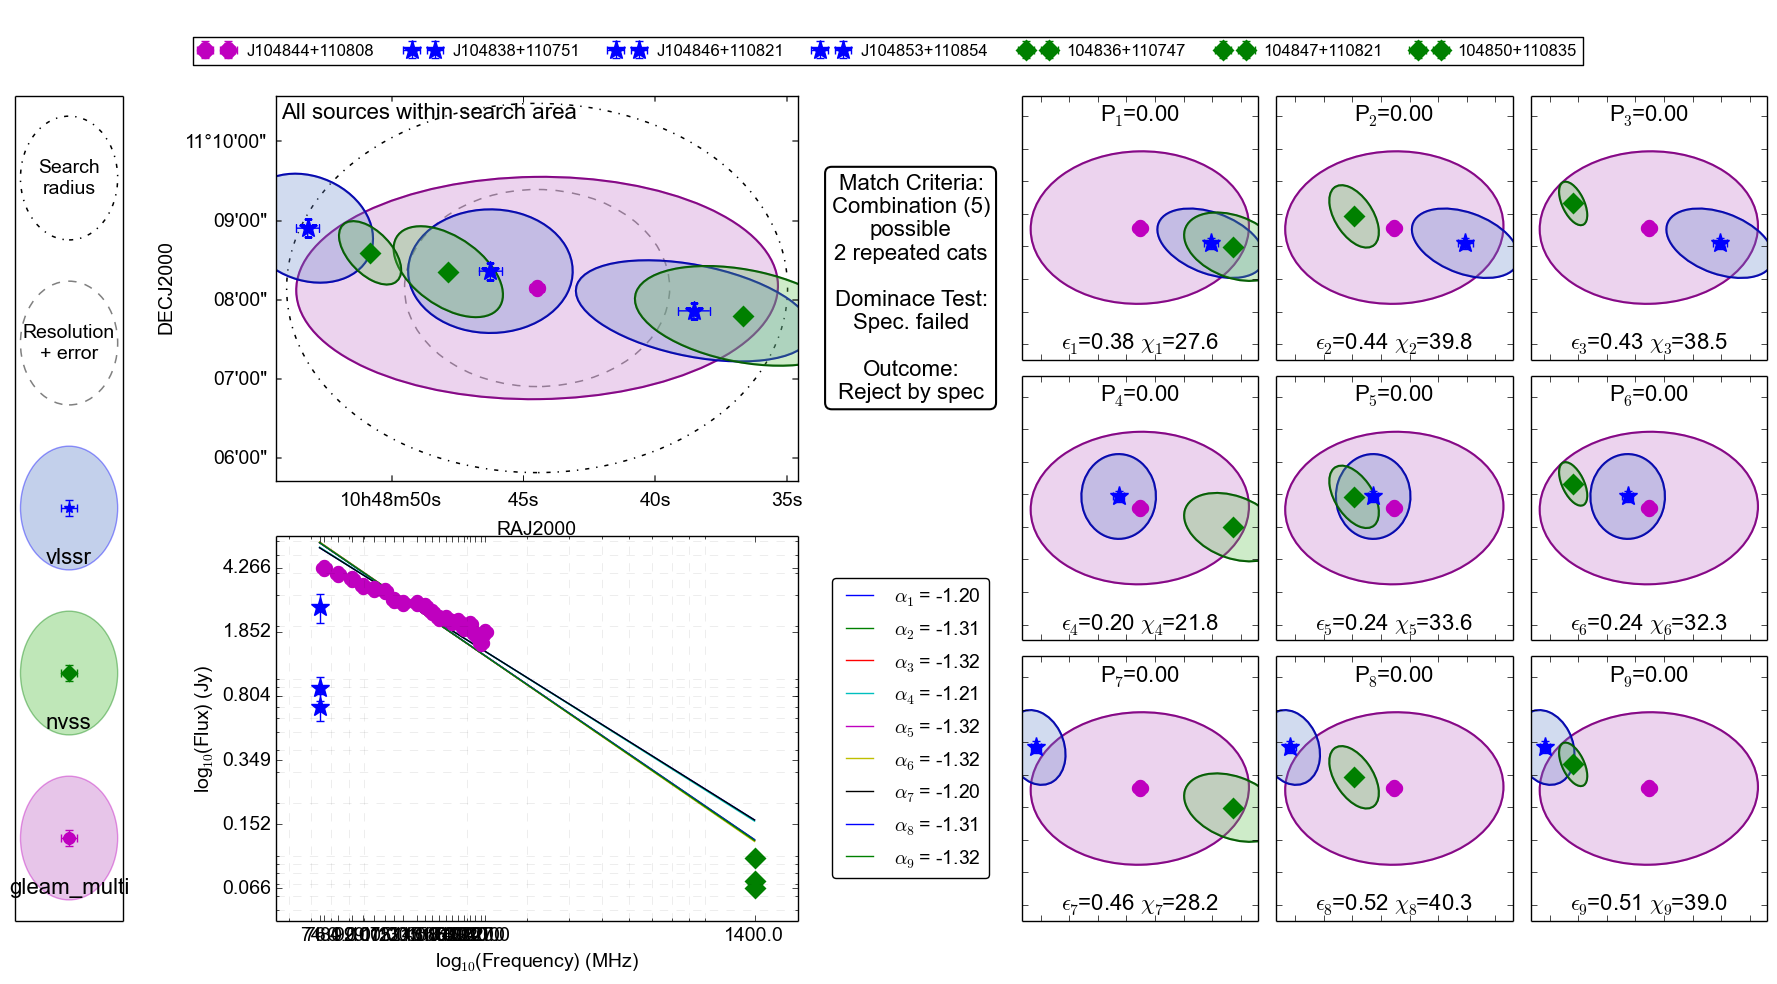 J104844+110808 J104838+110751 J104846+110821 J104853+110854 104836+110747 104847+110821 104850+110835
Search
radius
Resolution
+ error
vlssr
nvss
gleam_multi
All sources within search area
DECJ2000
11°10'00"
09'00"
08'00"
07'00"
06'00"
10h48m50s 45s 40s 35s
RAJ2000
log10(Flux) (Jy)
4.266
1.852
0.804
0.349
0.152
0.066
1400.0
log10(Frequency) (MHz)
Match Criteria:
Combination (5)
possible
2 repeated cats
Dominace Test:
Spec. failed
Outcome:
Reject by spec
α1 = -1.20
α2 = -1.31
α3 = -1.32
α4 = -1.21
α5 = -1.32
α6 = -1.32
α7 = -1.20
α8 = -1.31
α9 = -1.32
P1=0.00
ϵ1=0.38 χ1=27.6
P2=0.00
ϵ2=0.44 χ2=39.8
P3=0.00
ϵ3=0.43 χ3=38.5
P4=0.00
ϵ4=0.20 χ4=21.8
P5=0.00
ϵ5=0.24 χ5=33.6
P6=0.00
ϵ6=0.24 χ6=32.3
P7=0.00
ϵ7=0.46 χ7=28.2
P8=0.00
ϵ8=0.52 χ8=40.3
P9=0.00
ϵ9=0.51 χ9=39.0